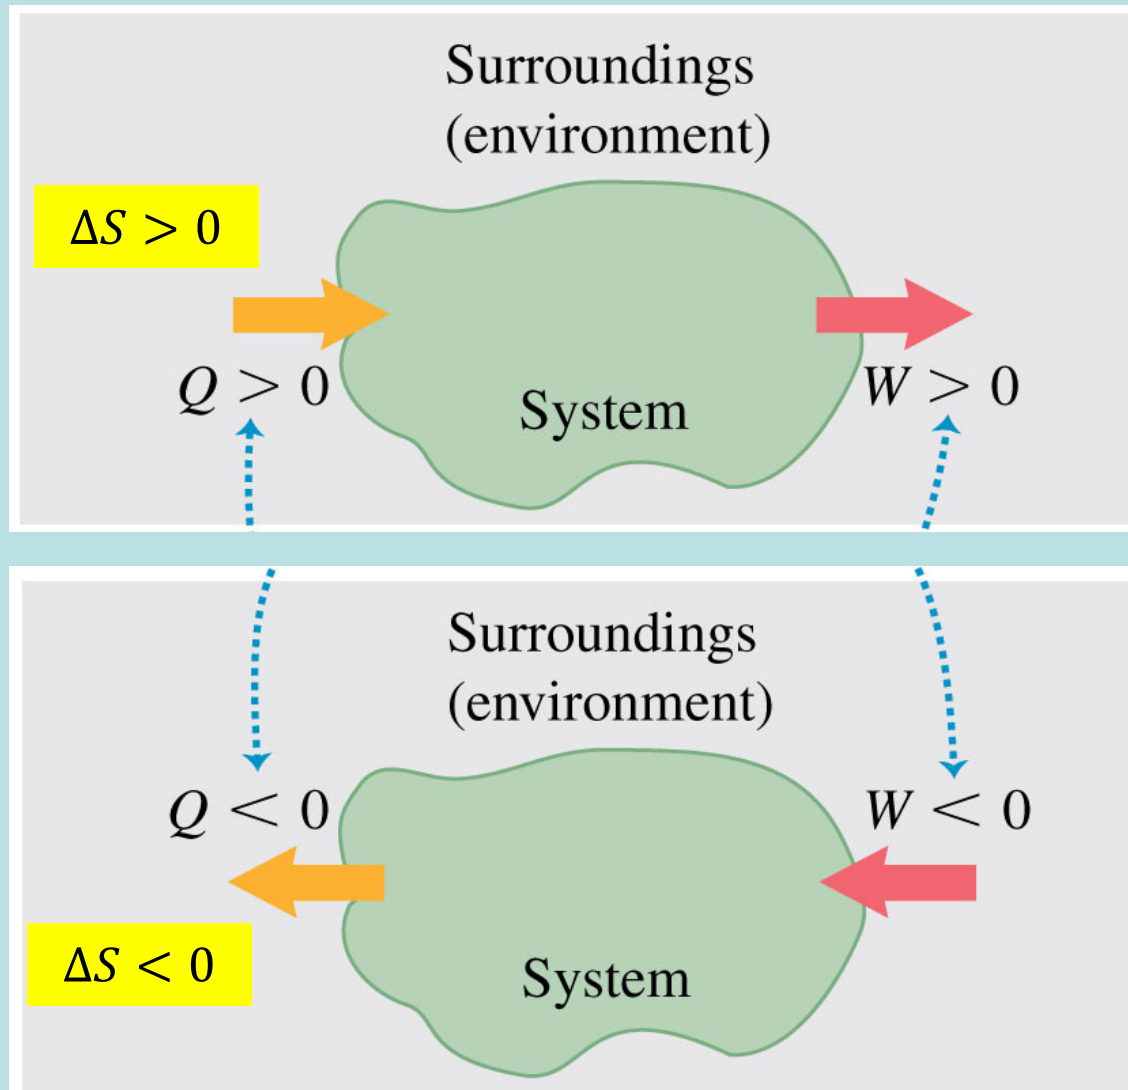 Surroundings
(environment)
ΔS > 0
Q > 0
W > 0
System
Surroundings
(environment)
Q < 0
W < 0
ΔS < 0
System